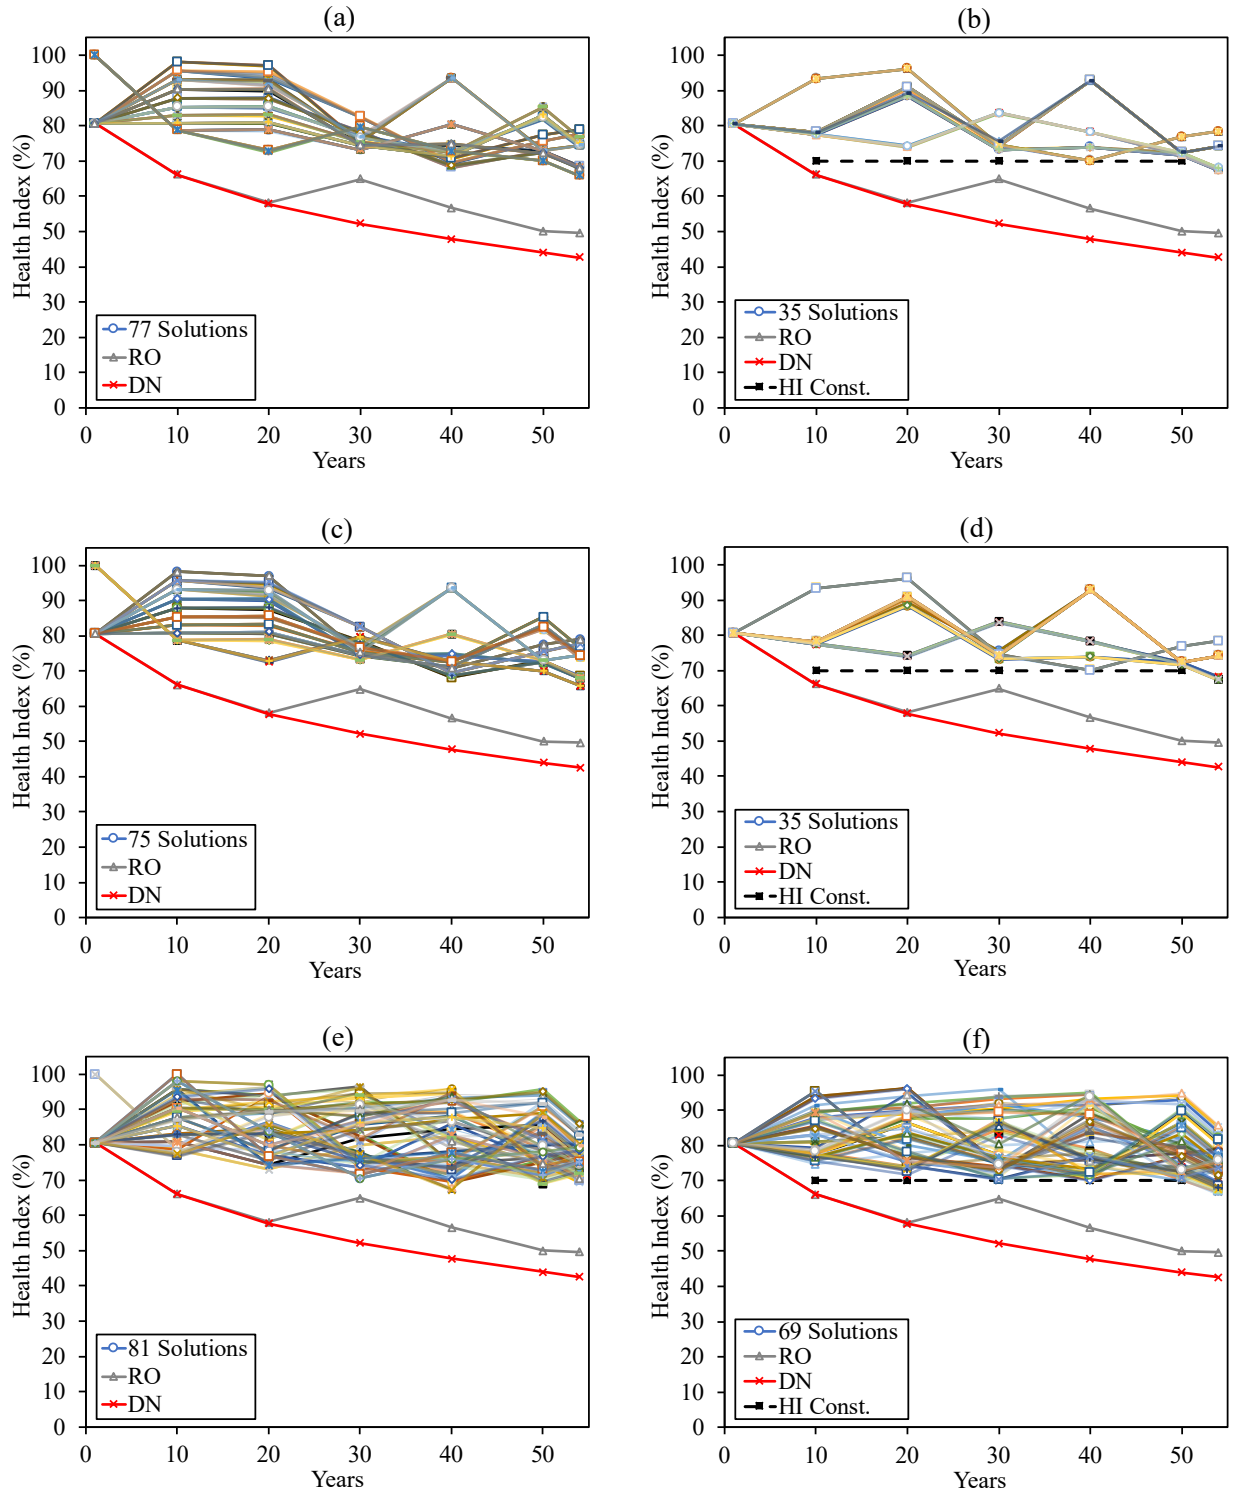 (a)
Health Index (%)
100
90
80
70
60
50
40
30
20
10
0
77 Solutions
RO
DN
0 10 20 30 40 50
Years
(b)
Health Index (%)
100
90
80
70
60
50
40
30
20
10
0
35 Solutions
RO
DN
HI Const.
0 10 20 30 40 50
Years
(c)
Health Index (%)
100
90
80
70
60
50
40
30
20
10
0
75 Solutions
RO
DN
0 10 20 30 40 50
Years
(d)
Health Index (%)
100
90
80
70
60
50
40
30
20
10
0
35 Solutions
RO
DN
HI Const.
0 10 20 30 40 50
Years
(e)
Health Index (%)
100
90
80
70
60
50
40
30
20
10
0
81 Solutions
RO
DN
0 10 20 30 40 50
Years
(f)
Health Index (%)
100
90
80
70
60
50
40
30
20
10
0
69 Solutions
RO
DN
HI Const.
0 10 20 30 40 50
Years